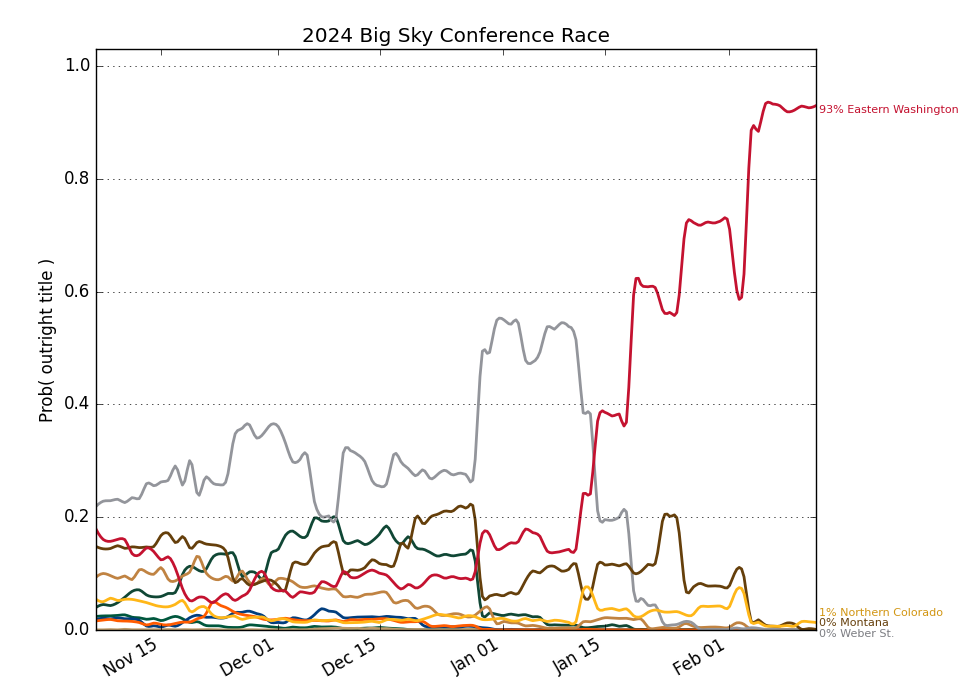 2024 Big Sky Conference Race
Prob( outright title )
1.0
0.8
0.6
0.4
0.2
0.0
Nov 15
Dec 01
Dec 15
Jan 01
Jan 15
Feb 01
93% Eastern Washington
1% Northern Colorado
0% Montana
0% Weber St.